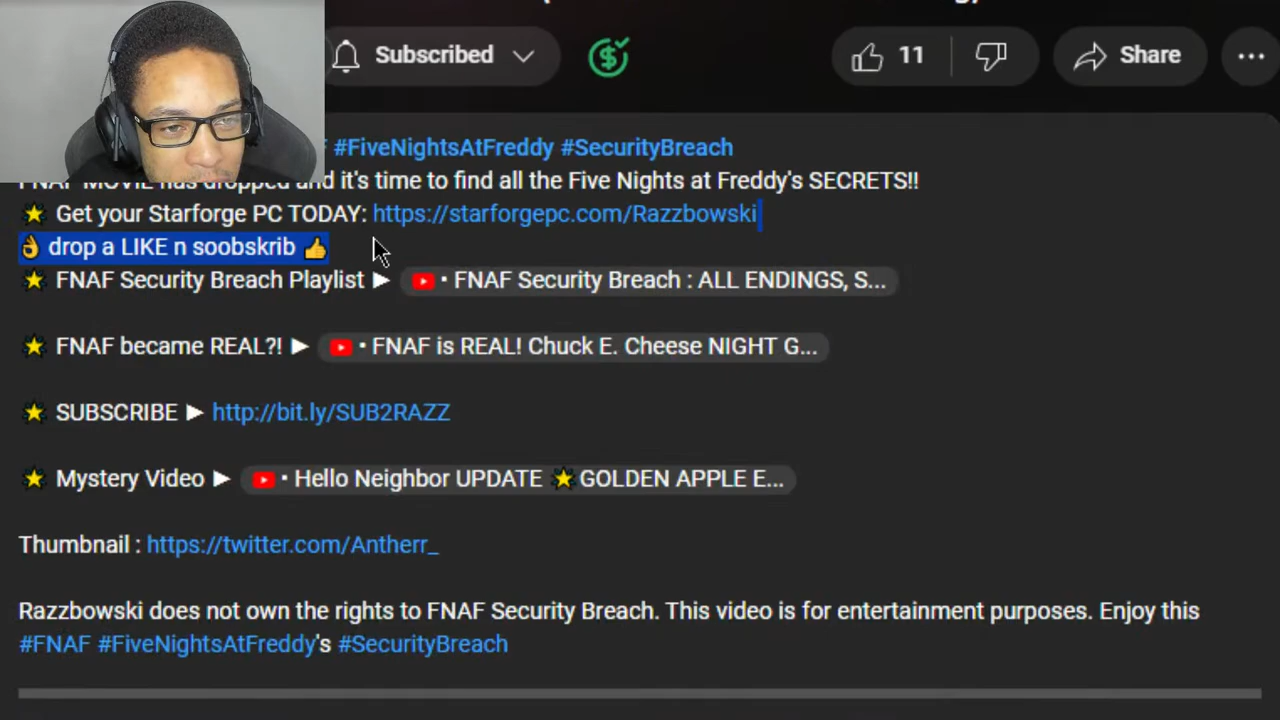 Subscribed
11
Share
#FiveNightsAtFreddy #SecurityBreach
FNAF MOVIE has dropped and it's time to find all the Five Nights at Freddy's SECRETS!!
Get your Starforge PC TODAY: https://starforgepc.com/Razzbowski
👌 drop a LIKE n soobskrib 👍
FNAF Security Breach Playlist ► • FNAF Security Breach : ALL ENDINGS, S...
FNAF became REAL?! ► • FNAF is REAL! Chuck E. Cheese NIGHT G...
SUBSCRIBE ► http://bit.ly/SUB2RAZZ
Mystery Video ► • Hello Neighbor UPDATE 🌟GOLDEN APPLE E...
Thumbnail : https://twitter.com/Antherr_
Razzbowski does not own the rights to FNAF Security Breach. This video is for entertainment purposes. Enjoy this
#FNAF #FiveNightsAtFreddy's #SecurityBreach